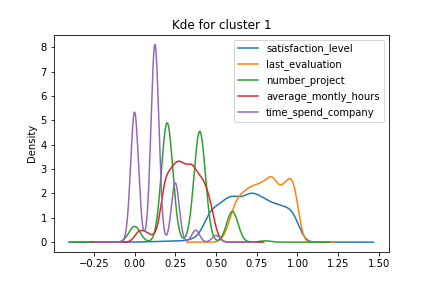 Kde for cluster 1
8
7
6
5
4
3
2
1
0
Density
satisfaction_level
last_evaluation
number_project
average_montly_hours
time_spend_company
−0.25 0.00 0.25 0.50 0.75 1.00 1.25 1.50